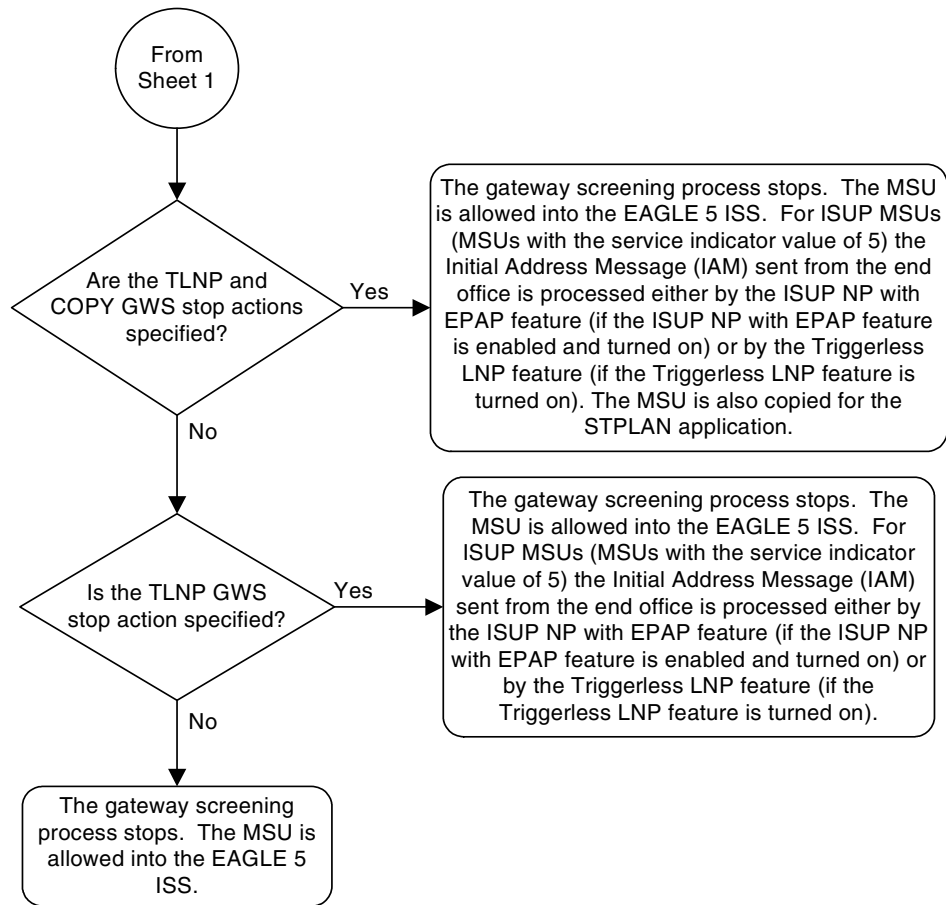 From
Sheet 1
Are the TLNP and
COPY GWS stop actions
specified?
Yes
The gateway screening process stops.  The MSU
is allowed into the EAGLE 5 ISS.  For ISUP MSUs
(MSUs with the service indicator value of 5) the
Initial Address Message (IAM) sent from the end
office is processed either by the ISUP NP with
EPAP feature (if the ISUP NP with EPAP feature
is enabled and turned on) or by the Triggerless
LNP feature (if the Triggerless LNP feature is
turned on). The MSU is also copied for the
STPLAN application.
No
Is the TLNP GWS
stop action specified?
Yes
The gateway screening process stops.  The
MSU is allowed into the EAGLE 5 ISS.  For
ISUP MSUs (MSUs with the service indicator
value of 5) the Initial Address Message (IAM)
sent from the end office is processed either by
the ISUP NP with EPAP feature (if the ISUP NP
with EPAP feature is enabled and turned on) or
by the Triggerless LNP feature (if the
Triggerless LNP feature is turned on).
No
The gateway screening
process stops.  The MSU is
allowed into the EAGLE 5
ISS.